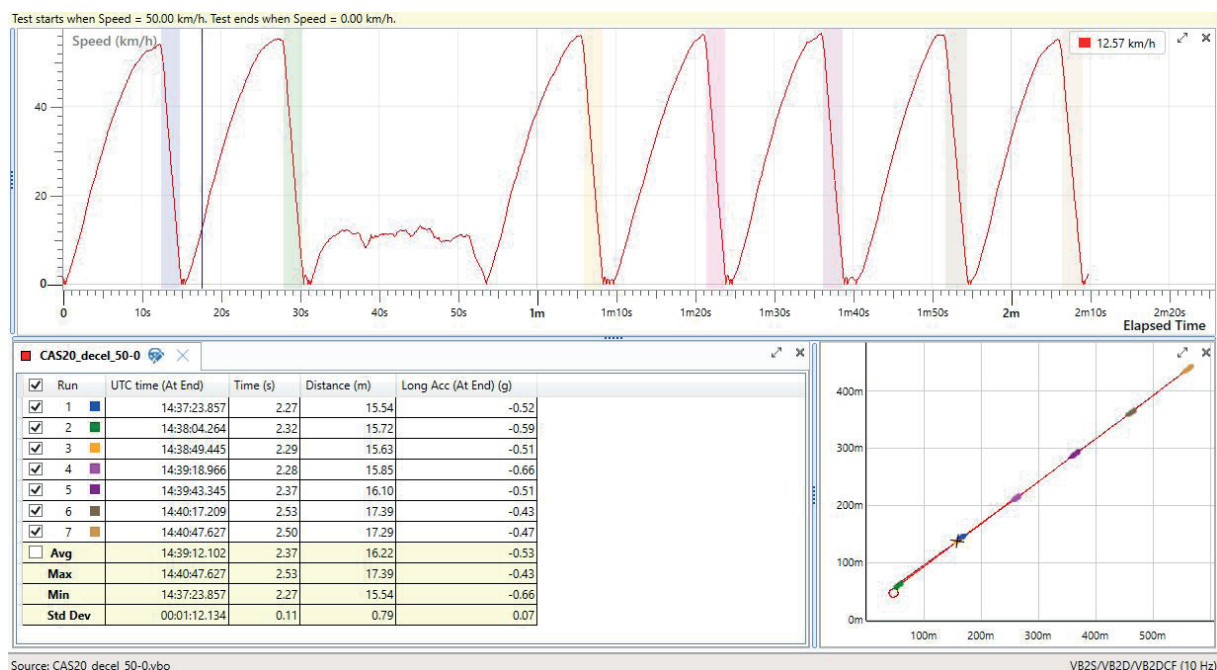 Test starts when Speed = 50.00 km/h. Test ends when Speed = 0.00 km/h.
Speed (km/h)
12.57 km/h
40
20
0
0 10s 20s 30s 40s 50s 1m 1m10s 1m20s 1m30s 1m40s 1m50s 2m 2m10s 2m20s
Elapsed Time
CAS20_decel_50-0
Run UTC time (At End) Time (s) Distance (m) Long Acc (At End) (g)
1 14:37:23.857 2.27 15.54 -0.52
2 14:38:04.264 2.32 15.72 -0.59
3 14:38:49.445 2.29 15.63 -0.51
4 14:39:18.966 2.28 15.85 -0.66
5 14:39:43.345 2.37 16.10 -0.51
6 14:40:17.209 2.53 17.39 -0.43
7 14:40:47.627 2.50 17.29 -0.47
Avg 14:39:12.102 2.37 16.22 -0.53
Max 14:40:47.627 2.53 17.39 -0.43
Min 14:37:23.857 2.27 15.54 -0.66
Std Dev 00:01:12.134 0.11 0.79 0.07
400m
300m
200m
100m
0m
100m 200m 300m 400m 500m
Source: CAS20_decel_50-0.vbo
VB2S/VB2D/VB2DCF (10 Hz)